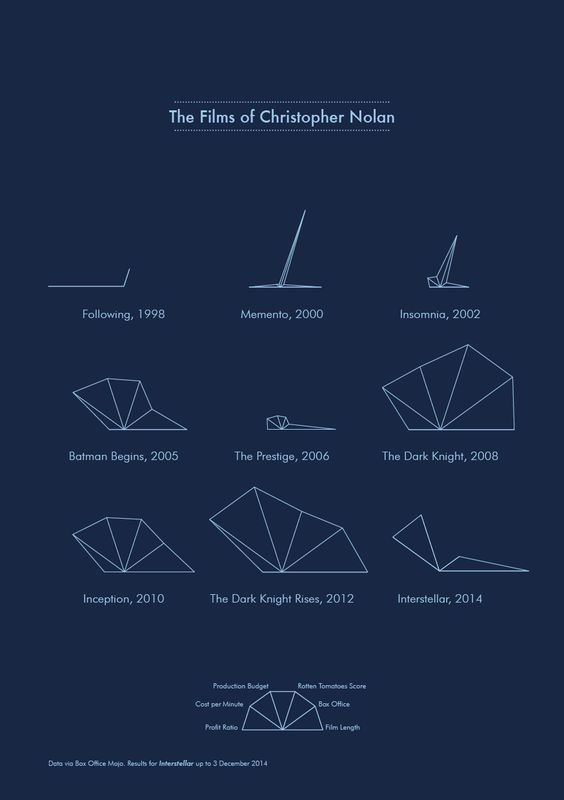 The Films of Christopher Nolan
Following, 1998
Memento, 2000
Insomnia, 2002
Batman Begins, 2005
The Prestige, 2006
The Dark Knight, 2008
Inception, 2010
The Dark Knight Rises, 2012
Interstellar, 2014
Production Budget
Rotten Tomatoes Score
Cost per Minute
Box Office
Profit Ratio
Film Length
Data via Box Office Mojo. Results for Interstellar up to 3 December 2014